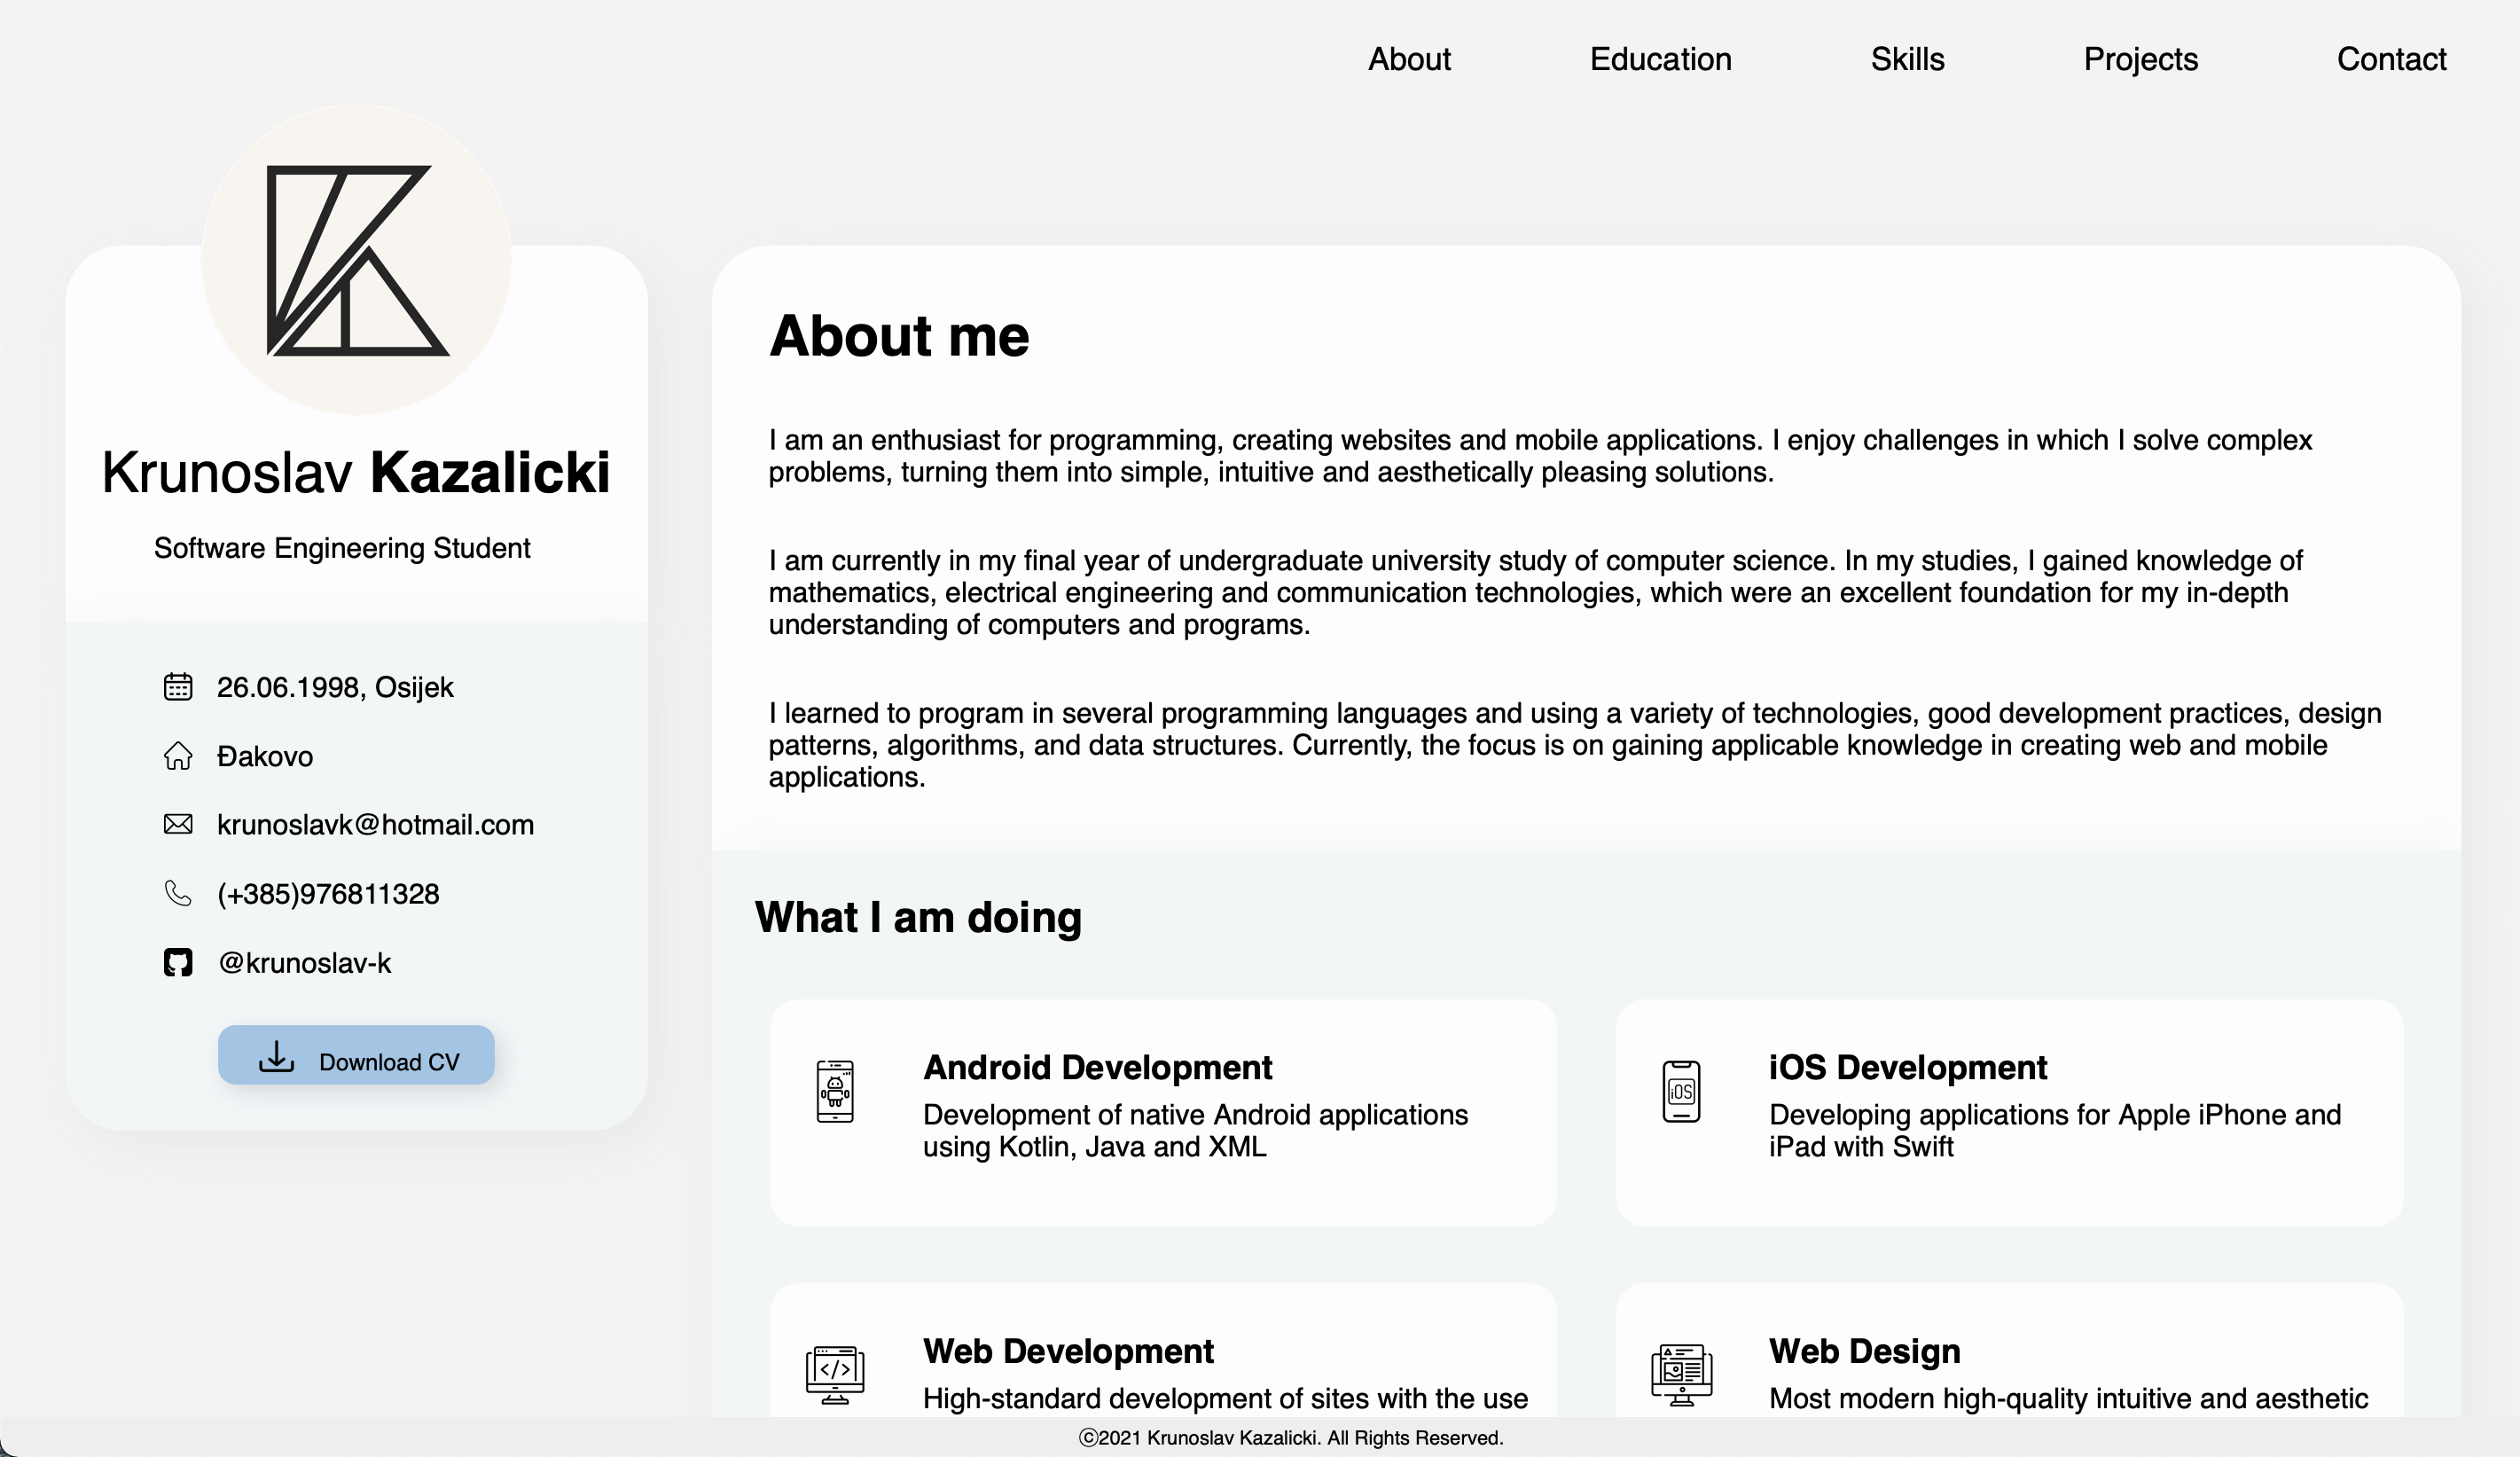 About
Education
Skills
Projects
Contact
Krunoslav Kazalicki
Software Engineering Student
26.06.1998, Osijek
Đakovo
krunoslavk@hotmail.com
(+385)976811328
@krunoslav-k
Download CV
About me
I am an enthusiast for programming, creating websites and mobile applications. I enjoy challenges in which I solve complex
problems, turning them into simple, intuitive and aesthetically pleasing solutions.
I am currently in my final year of undergraduate university study of computer science. In my studies, I gained knowledge of
mathematics, electrical engineering and communication technologies, which were an excellent foundation for my in-depth
understanding of computers and programs.
I learned to program in several programming languages and using a variety of technologies, good development practices, design
patterns, algorithms, and data structures. Currently, the focus is on gaining applicable knowledge in creating web and mobile
applications.
What I am doing
Android Development
Development of native Android applications
using Kotlin, Java and XML
iOS
iOS Development
Developing applications for Apple iPhone and
iPad with Swift
</>
Web Development
High-standard development of sites with the use
Web Design
Most modern high-quality intuitive and aesthetic
ⓒ2021 Krunoslav Kazalicki. All Rights Reserved.